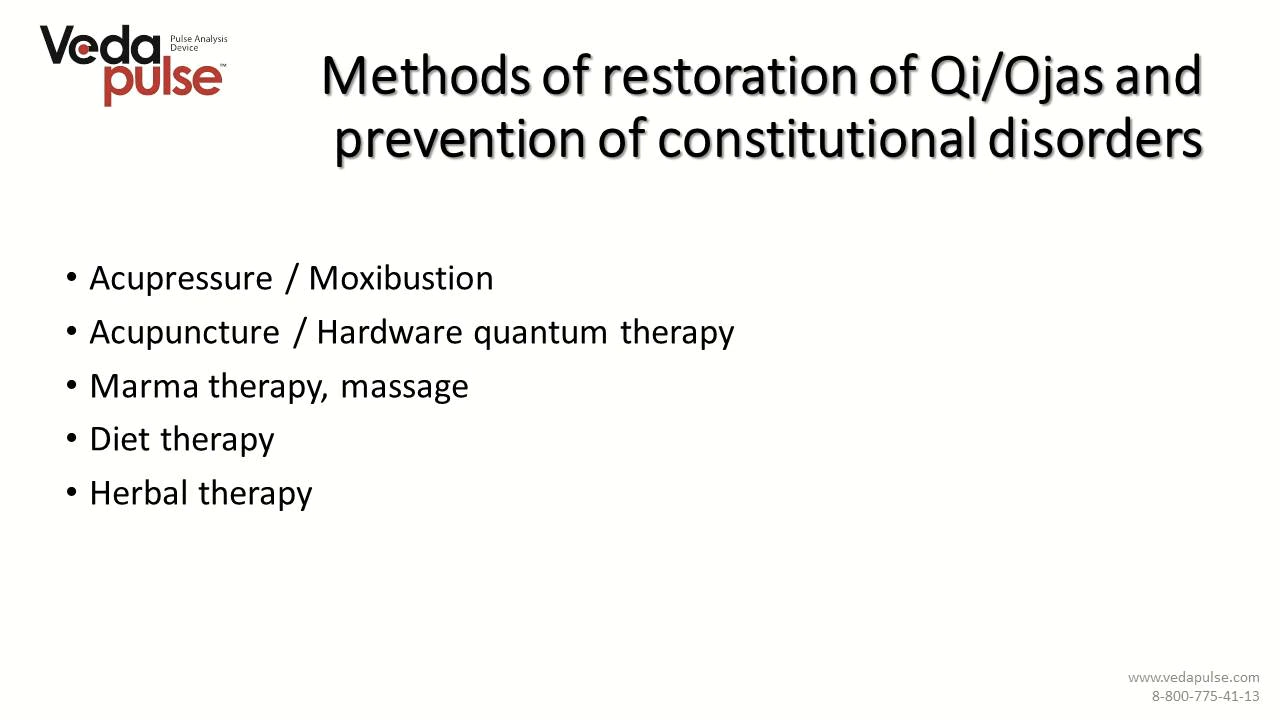 Veda
pulse™
Pulse Analysis
Device
Methods of restoration of Qi/Ojas and
prevention of constitutional disorders
• Acupressure / Moxibustion
• Acupuncture / Hardware quantum therapy
• Marma therapy, massage
• Diet therapy
• Herbal therapy
www.vedapulse.com
8-800-775-41-13